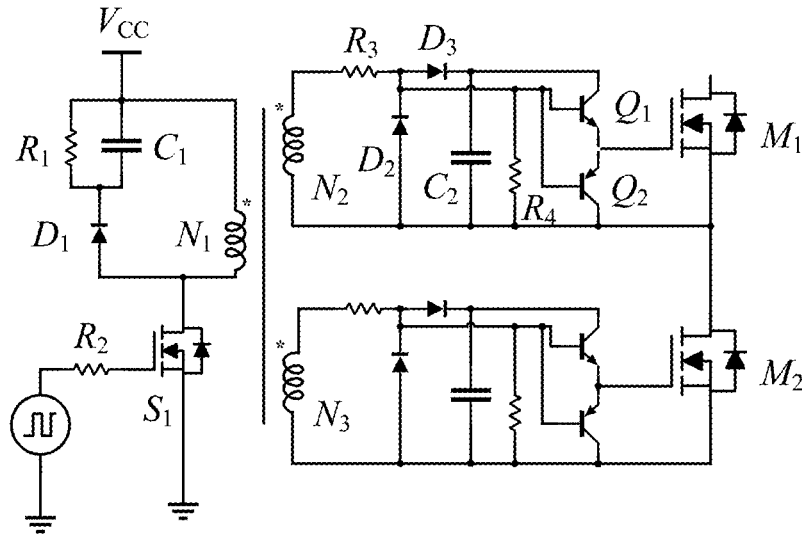 V_CC
R_1
C_1
D_1
N_1
R_2
S_1
*
*
R_3
D_3
D_2
N_2
C_2
R_4
Q_1
Q_2
M_1
*
N_3
M_2